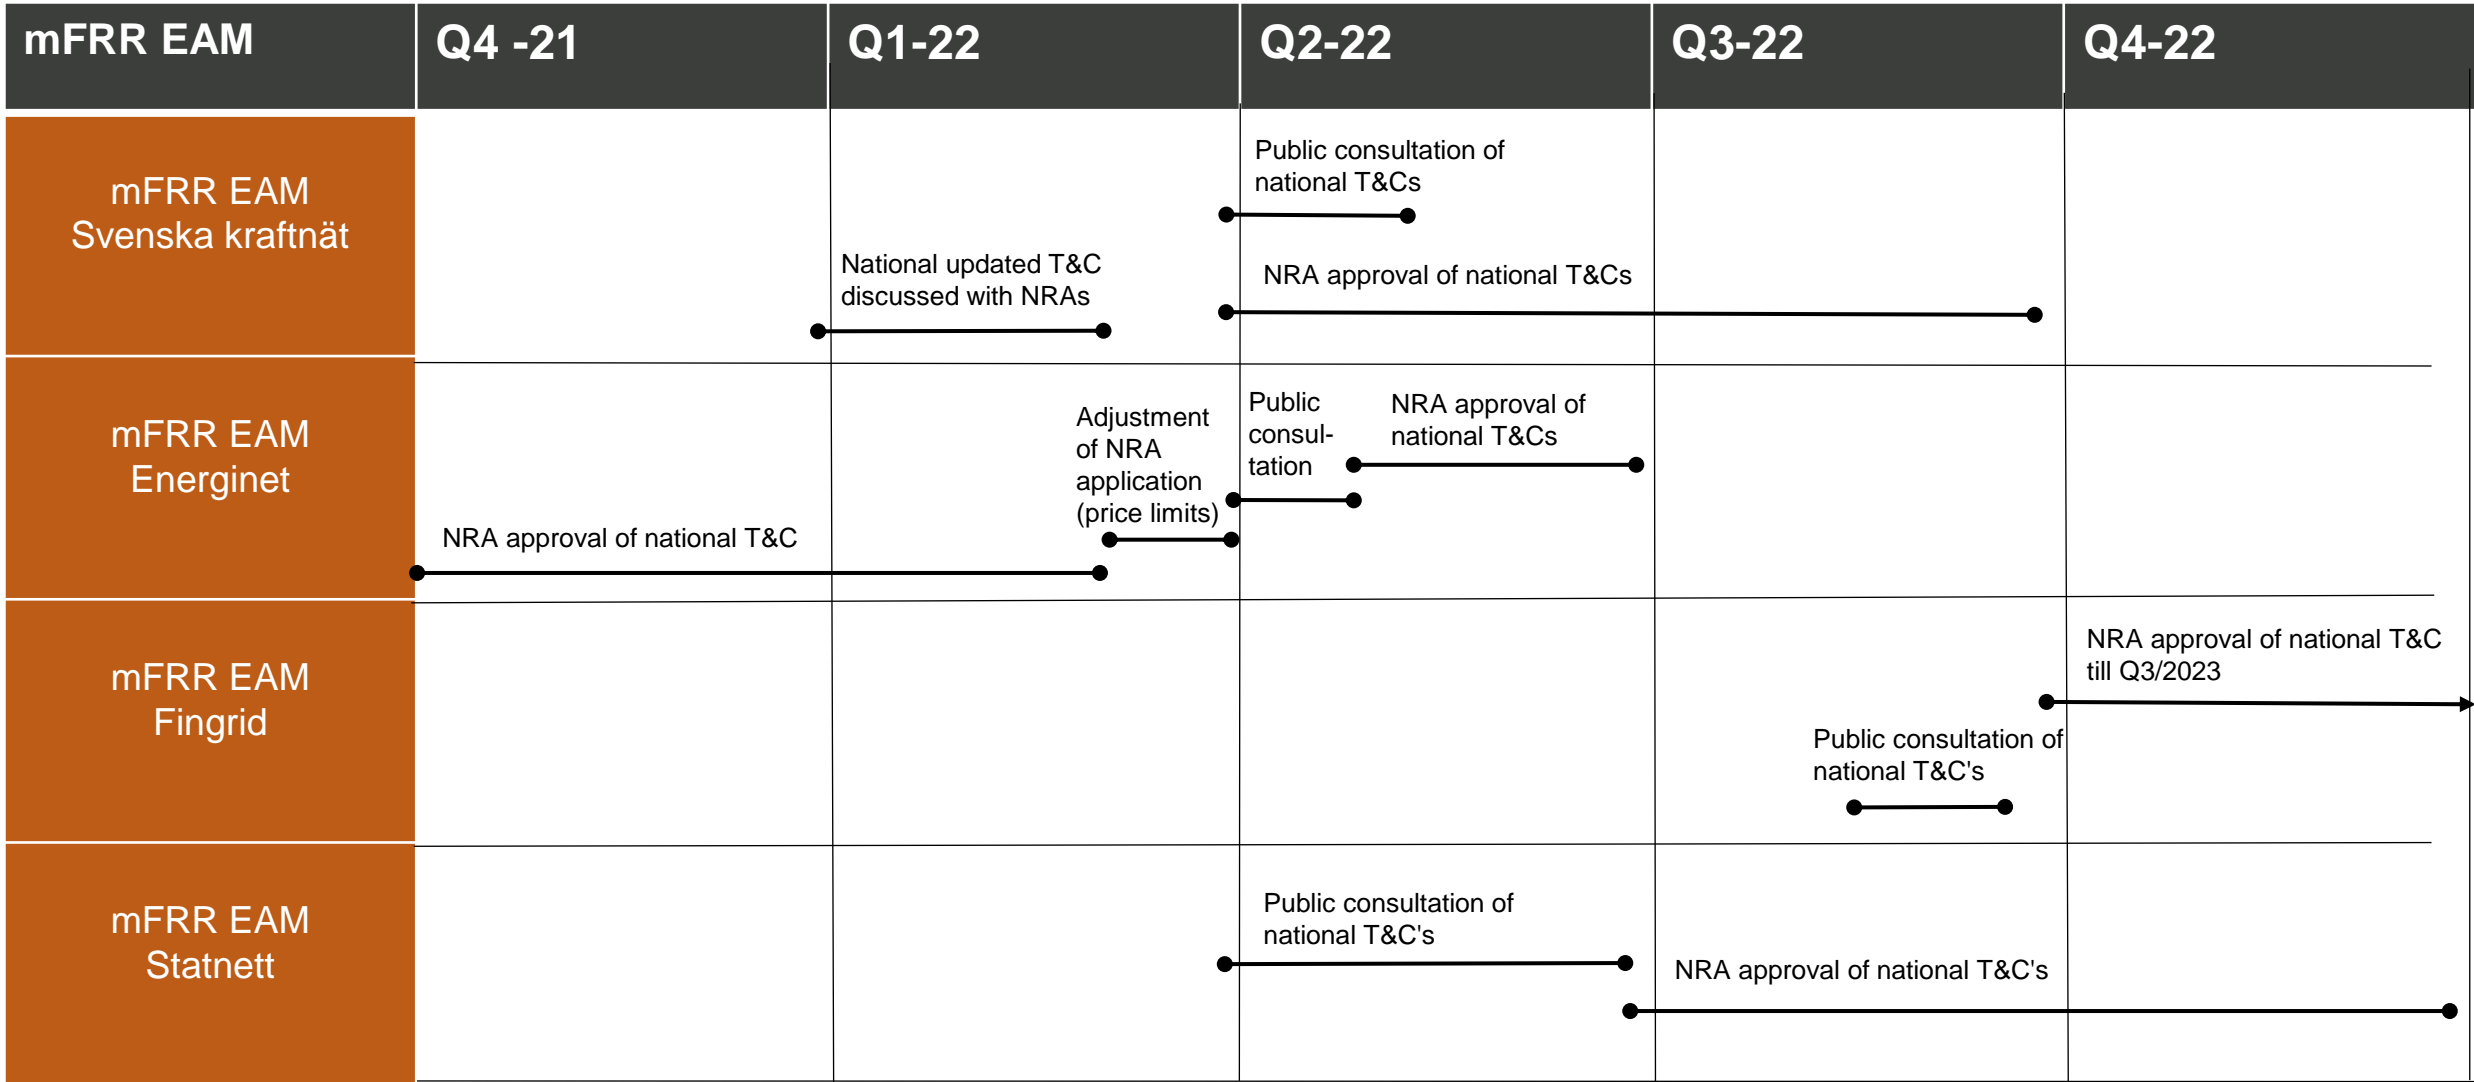 mFRR EAM
Q4 -21
Q1-22
Q2-22
Q3-22
Q4-22
mFRR EAM
Svenska kraftnät
National updated T&C
discussed with NRAs
Public consultation of
national T&Cs
NRA approval of national T&Cs
mFRR EAM
Energinet
NRA approval of national T&C
Adjustment
of NRA
application
(price limits)
Public
consul-
tation
NRA approval of
national T&Cs
mFRR EAM
Fingrid
Public consultation of
national T&C's
NRA approval of national T&C
till Q3/2023
mFRR EAM
Statnett
Public consultation of
national T&C's
NRA approval of national T&C's